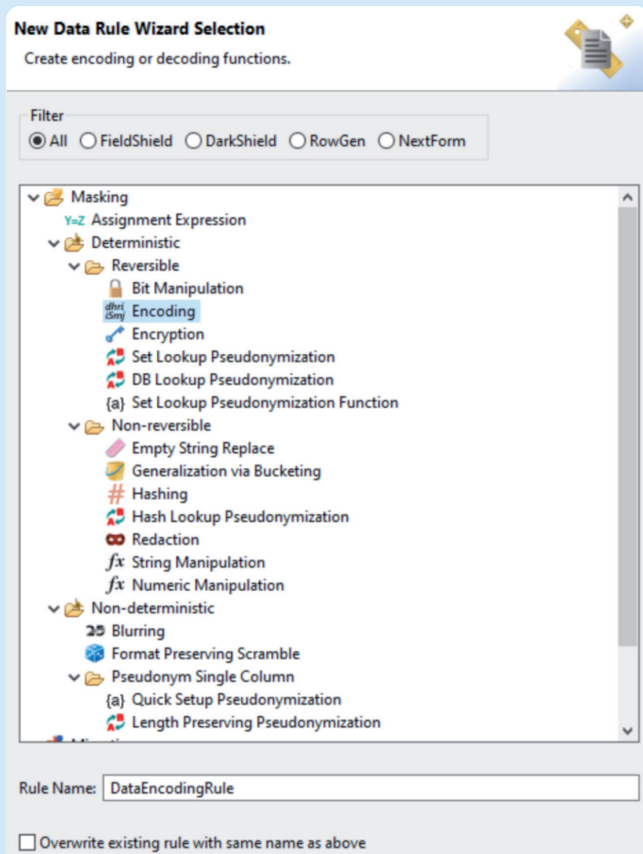 New Data Rule Wizard Selection
Create encoding or decoding functions.
Filter
All FieldShield DarkShield RowGen NextForm
Masking
Y=Z Assignment Expression
Deterministic
Reversible
Bit Manipulation
dhri
iSmj Encoding
Encryption
Set Lookup Pseudonymization
DB Lookup Pseudonymization
{a} Set Lookup Pseudonymization Function
Non-reversible
Empty String Replace
Generalization via Bucketing
# Hashing
Hash Lookup Pseudonymization
Redaction
fx String Manipulation
fx Numeric Manipulation
Non-deterministic
Blurring
Format Preserving Scramble
Pseudonym Single Column
{a} Quick Setup Pseudonymization
Length Preserving Pseudonymization
Rule Name: DataEncodingRule
Overwrite existing rule with same name as above